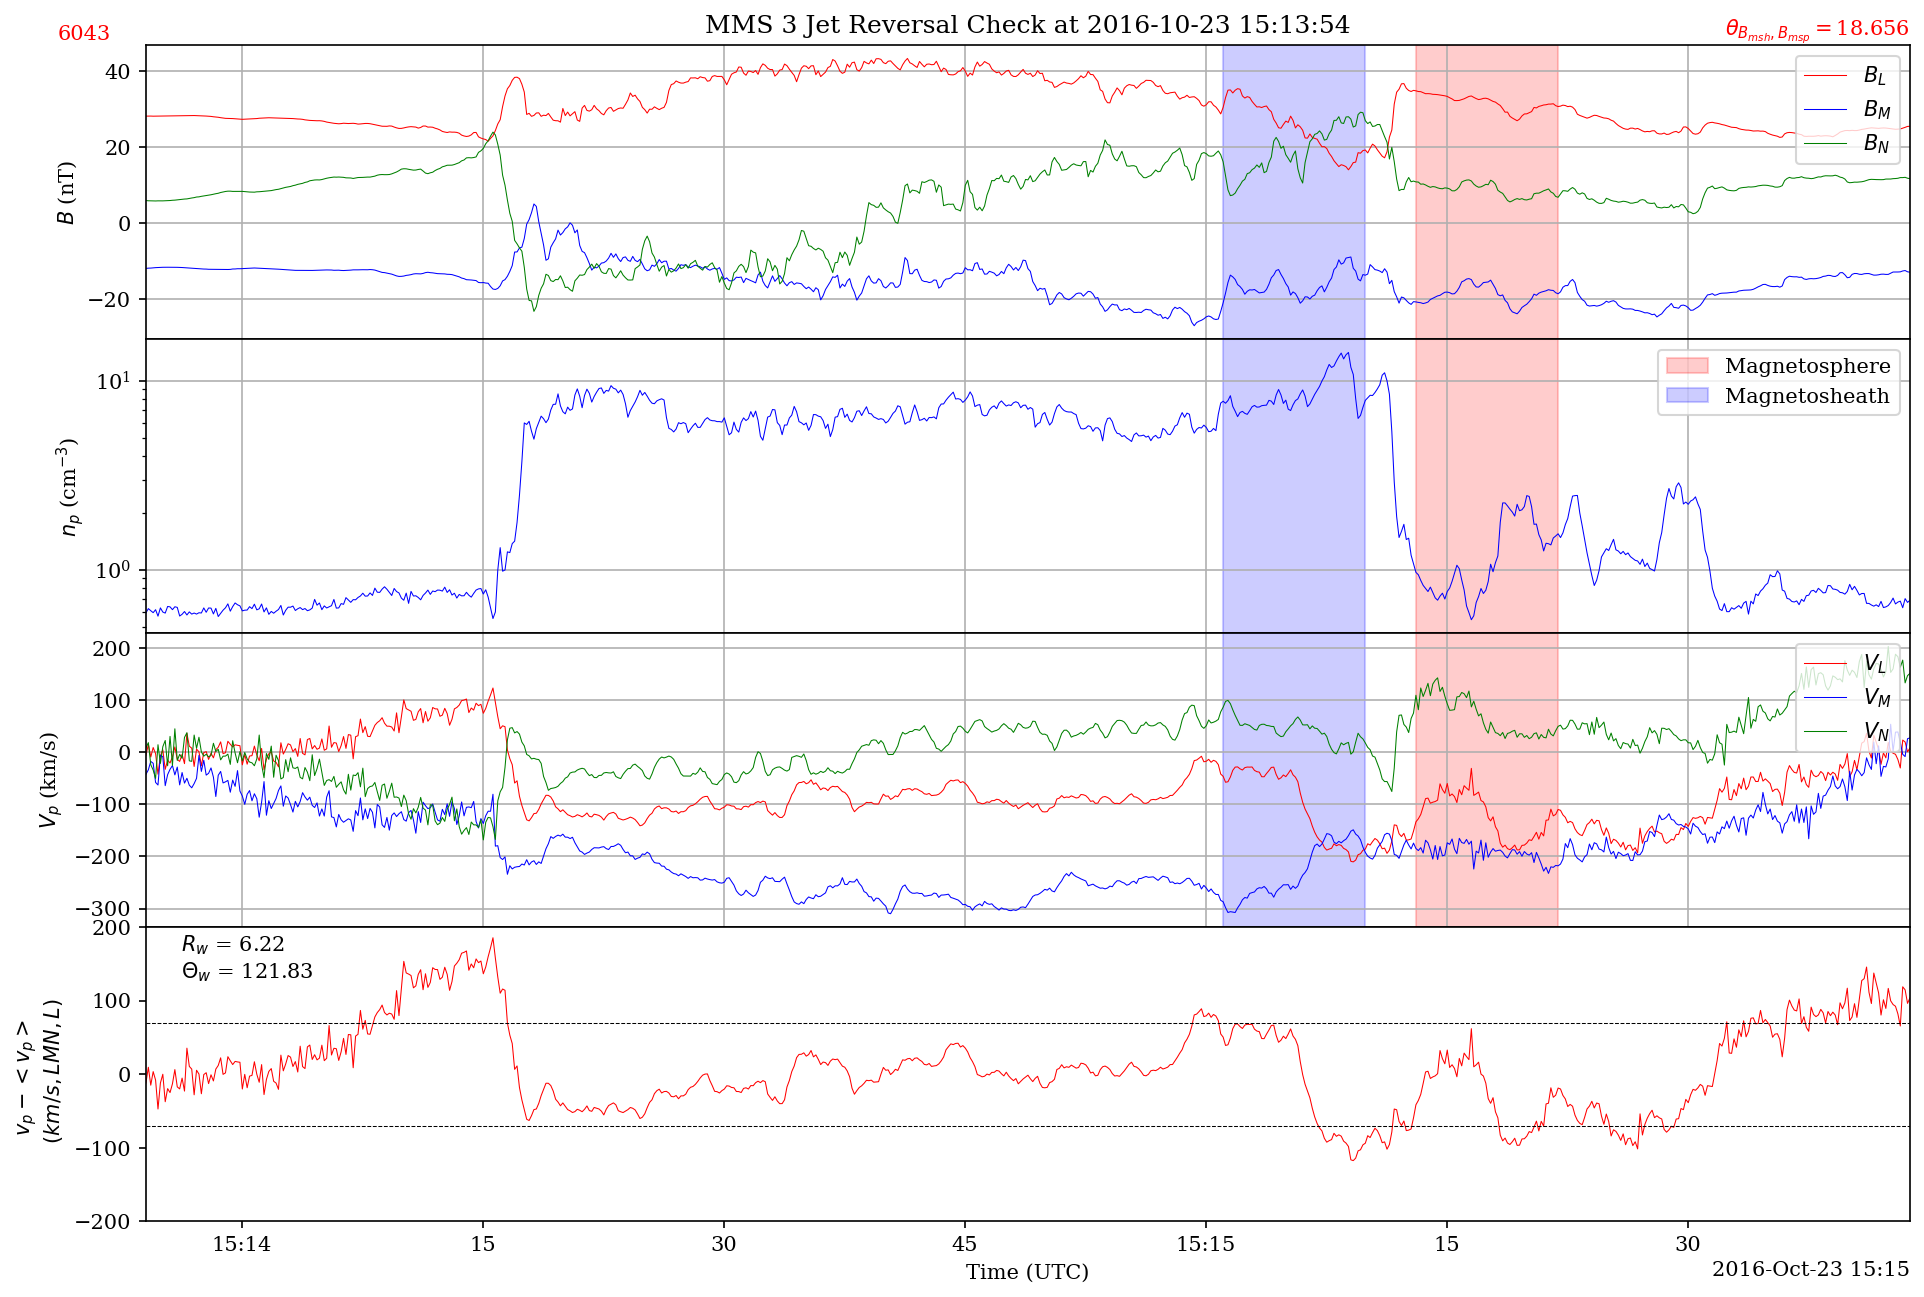 6043
MMS 3 Jet Reversal Check at 2016-10-23 15:13:54
θ_{B_{msh}, B_{msp}} = 18.656
40
20
0
−20
B (nT)
B_L
B_M
B_N
10^1
10^0
n_p (cm^{−3})
Magnetosphere
Magnetosheath
200
100
0
−100
−200
−300
V_p (km/s)
V_L
V_M
V_N
200
100
0
−100
−200
v_p − < v_p >
(km/s, LMN, L)
R_w = 6.22
Θ_w = 121.83
15:14
15
30
45
15:15
15
30
Time (UTC)
2016-Oct-23 15:15